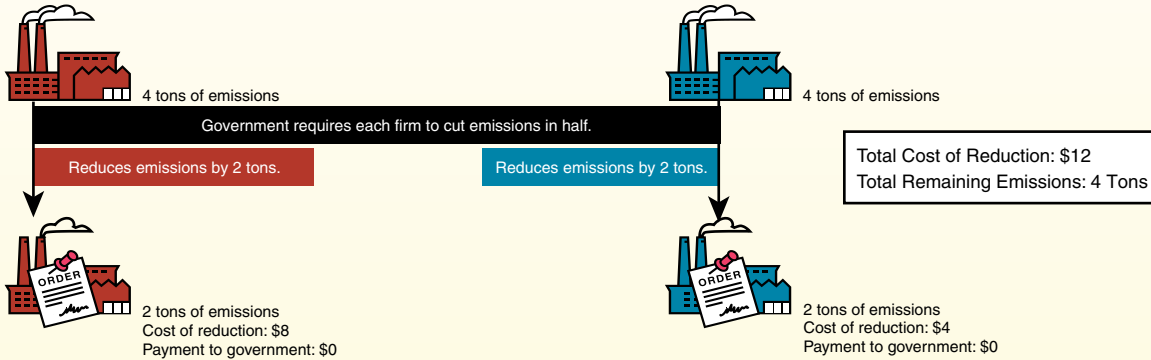 4 tons of emissions
4 tons of emissions
Government requires each firm to cut emissions in half.
Reduces emissions by 2 tons.
Reduces emissions by 2 tons.
Total Cost of Reduction: $12
Total Remaining Emissions: 4 Tons
ORDER
2 tons of emissions
Cost of reduction: $8
Payment to government: $0
ORDER
2 tons of emissions
Cost of reduction: $4
Payment to government: $0